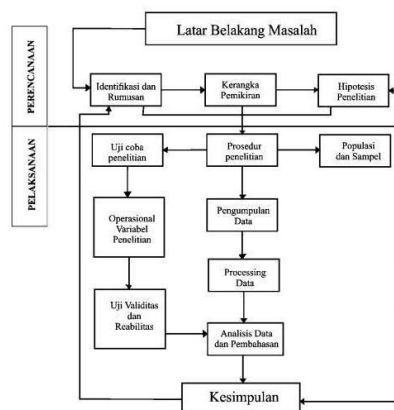 Latar Belakang Masalah
PERENCANAAN
Identifikasi dan
Rumusan
Kerangka
Pemikiran
Hipotesis
Penelitian
PELAKSANAAN
Uji coba
penelitian
Prosedur
penelitian
Populasi
dan Sampel
Operasional
Variabel
Penelitian
Pengumpulan
Data
Processing
Data
Uji Validitas
dan
Reabilitas
Analisis Data
dan Pembahasan
Kesimpulan